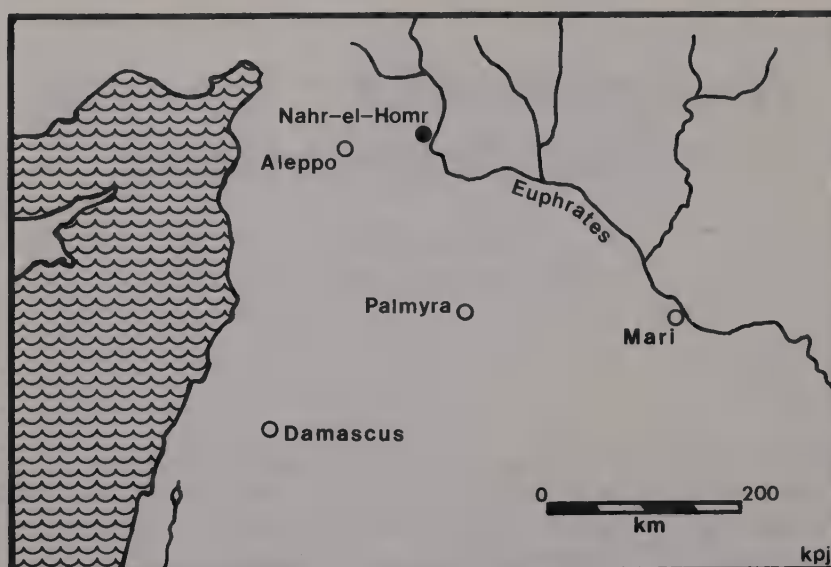 Nahr-el-Homr
Aleppo
Euphrates
Palmyra
Mari
Damascus
0 200
km
kpj